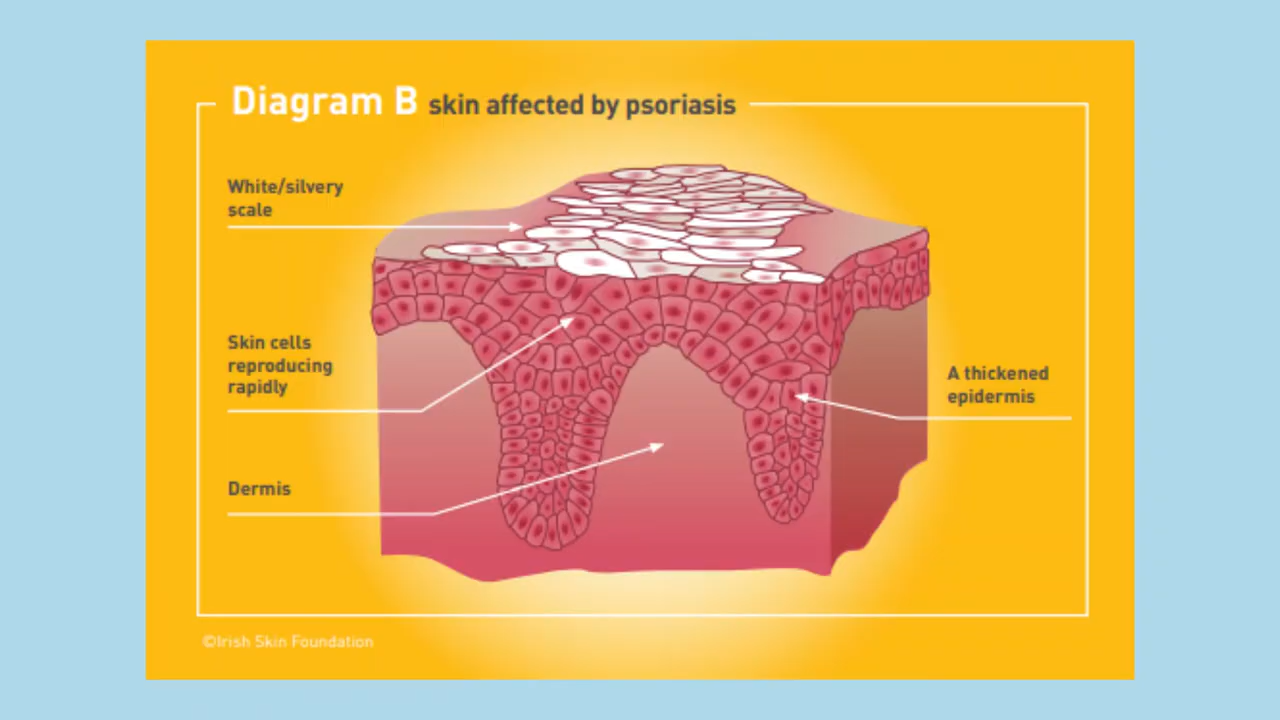 Diagram B skin affected by psoriasis
White/silvery
scale
Skin cells
reproducing
rapidly
A thickened
epidermis
Dermis
©Irish Skin Foundation